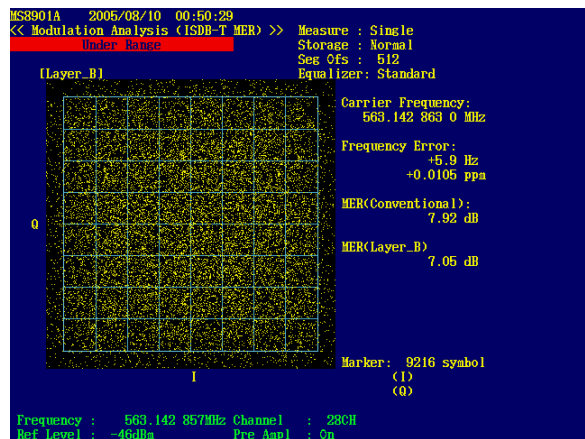 MS8901A 2005/08/10 00:50:29
<< Modulation Analysis (ISDB-T MER) >>
Measure : Single
Under Range
Storage : Normal
Seg Ofs : 512
[Layer_B]
Equalizer: Standard
Carrier Frequency:
563.142 863 0 MHz
Frequency Error:
+5.9 Hz
+0.0105 ppm
MER(Conventional):
7.92 dB
Q
MER(Layer_B)
7.05 dB
Marker: 9216 symbol
I
(I)
(Q)
Frequency : 563.142 857MHz Channel : 28CH
Ref Level : -46dBm Pre Ampl : On